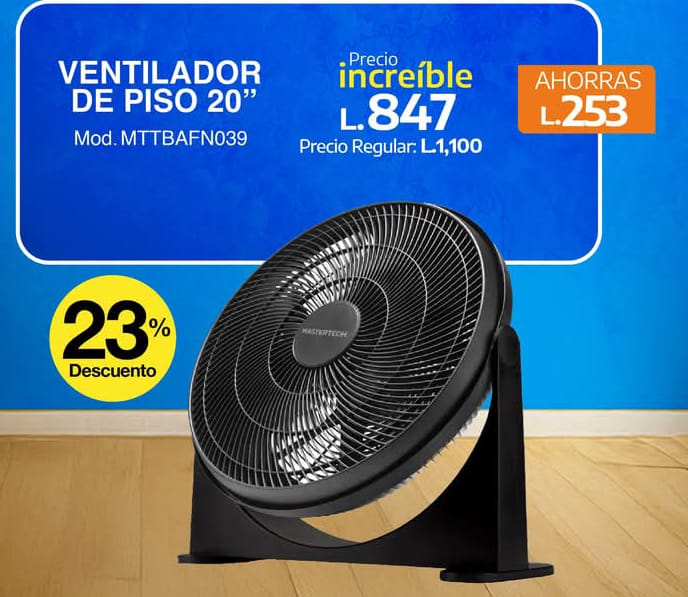 VENTILADOR
DE PISO 20”
Mod. MTTBAFN039
Precio
increíble
L.847
Precio Regular: L.1,100
AHORRAS
L.253
23%
Descuento
MASTERTECH